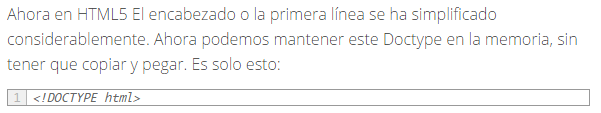 Ahora en HTML5 El encabezado o la primera línea se ha simplificado
considerablemente. Ahora podemos mantener este Doctype en la memoria, sin
tener que copiar y pegar. Es solo esto:
1 <!DOCTYPE html>